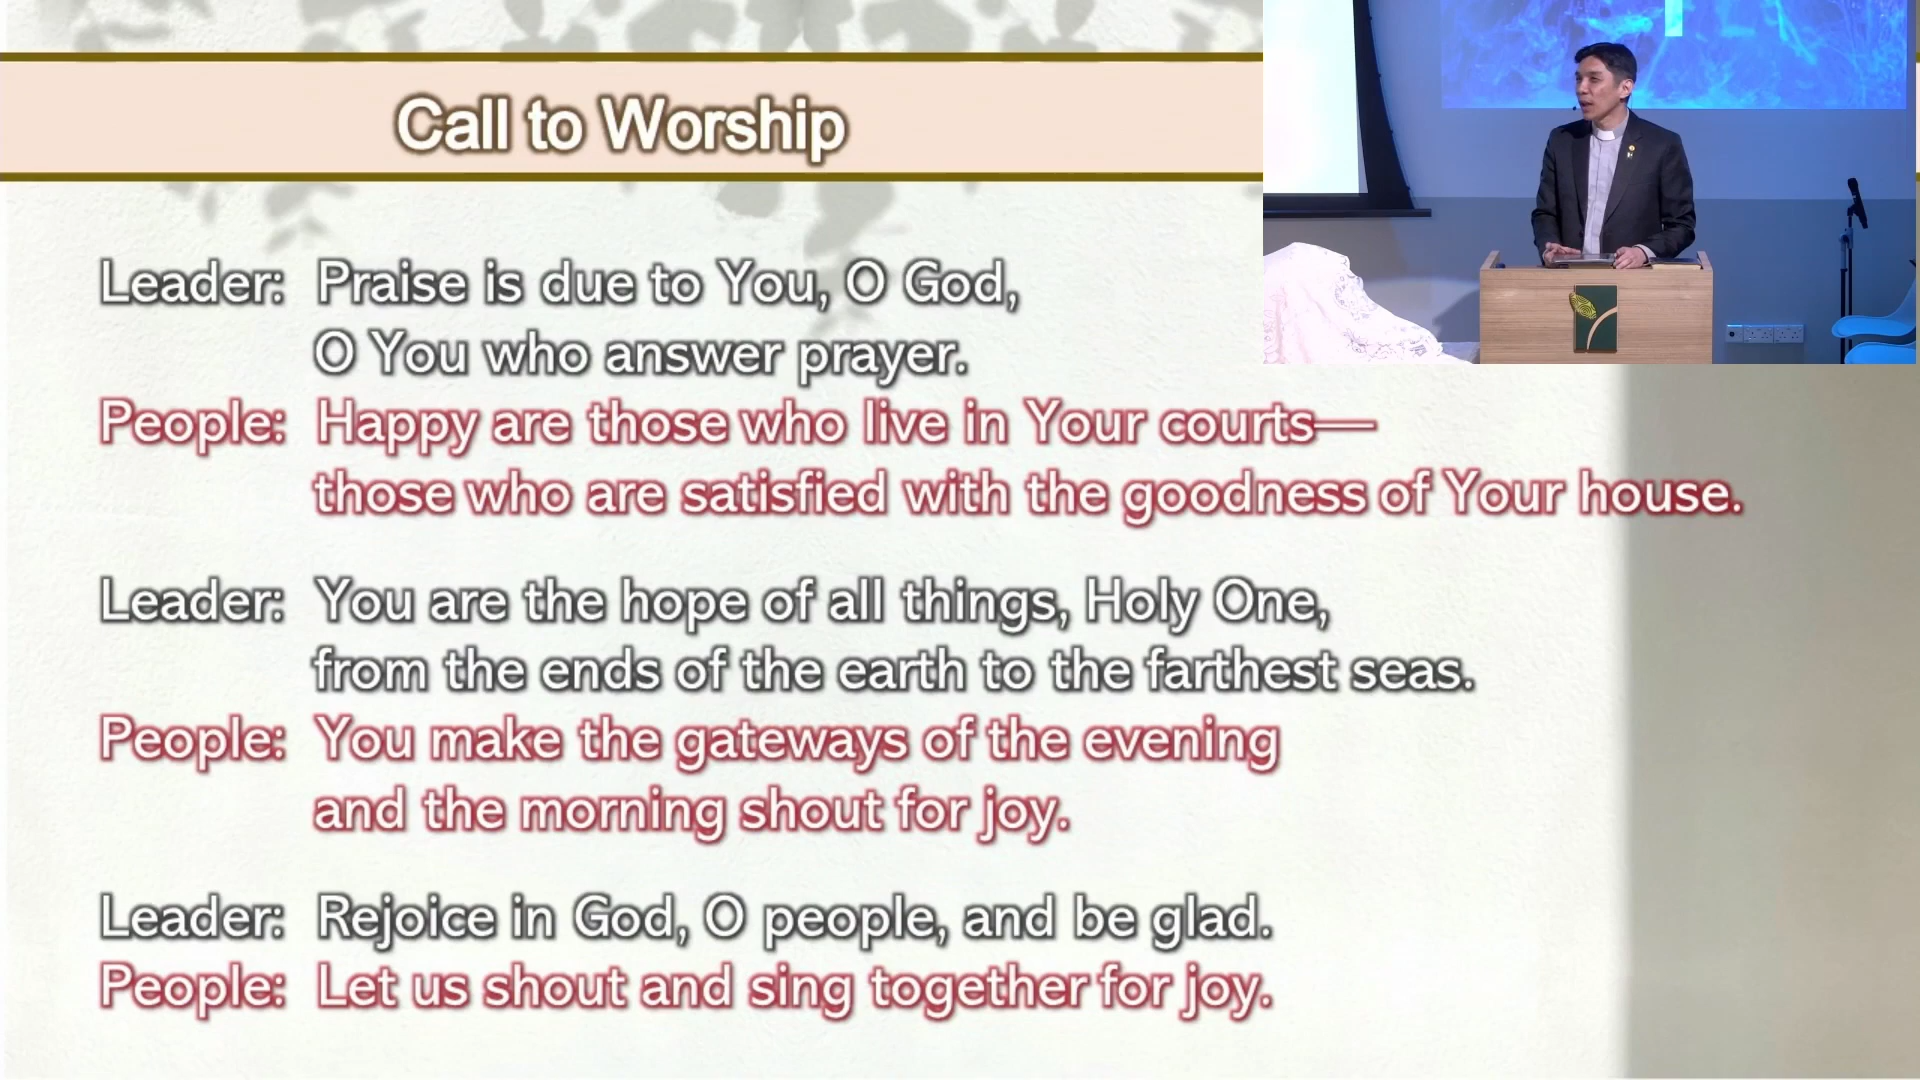 Call to Worship
Leader: Praise is due to You, O God,
O You who answer prayer.
People: Happy are those who live in Your courts—
those who are satisfied with the goodness of Your house.
Leader: You are the hope of all things, Holy One,
from the ends of the earth to the farthest seas.
People: You make the gateways of the evening
and the morning shout for joy.
Leader: Rejoice in God, O people, and be glad.
People: Let us shout and sing together for joy.